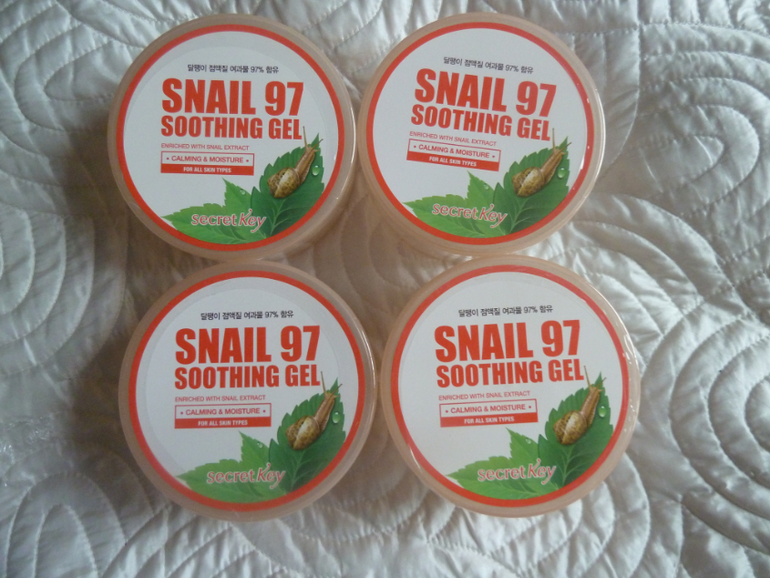 달팽이 점액질 여과물 97% 함유
SNAIL 97
SOOTHING GEL
ENRICHED WITH SNAIL EXTRACT
• CALMING & MOISTURE •
FOR ALL SKIN TYPES
secretKey
달팽이 점액질 여과물 97% 함유
SNAIL 97
SOOTHING GEL
ENRICHED WITH SNAIL EXTRACT
• CALMING & MOISTURE •
FOR ALL SKIN TYPES
secretKey
달팽이 점액질 여과물 97% 함유
SNAIL 97
SOOTHING GEL
ENRICHED WITH SNAIL EXTRACT
• CALMING & MOISTURE •
FOR ALL SKIN TYPES
secretKey
달팽이 점액질 여과물 97% 함유
SNAIL 97
SOOTHING GEL
ENRICHED WITH SNAIL EXTRACT
• CALMING & MOISTURE •
FOR ALL SKIN TYPES
secretKey